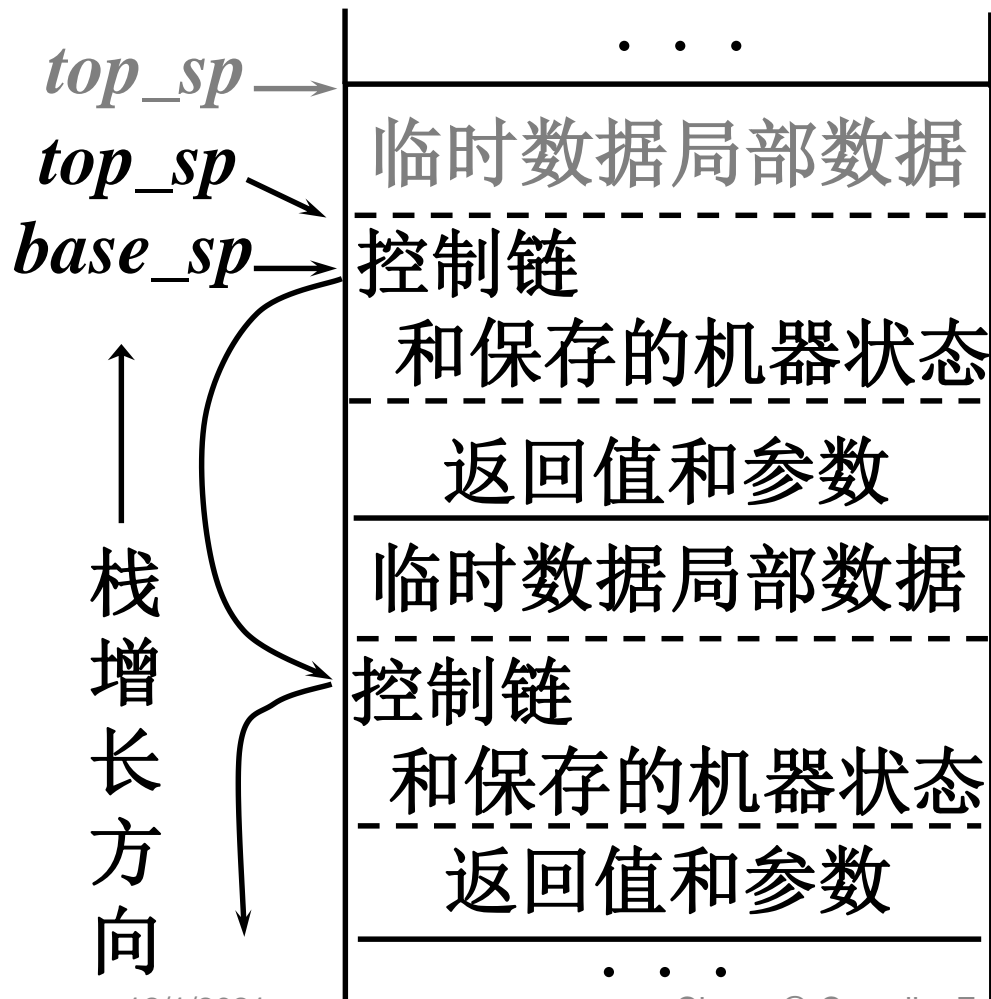 . . .
top_sp
临时数据局部数据
top_sp
base_sp
控制链
和保存的机器状态
返回值和参数
临时数据局部数据
控制链
和保存的机器状态
返回值和参数
栈增长方向
. . .